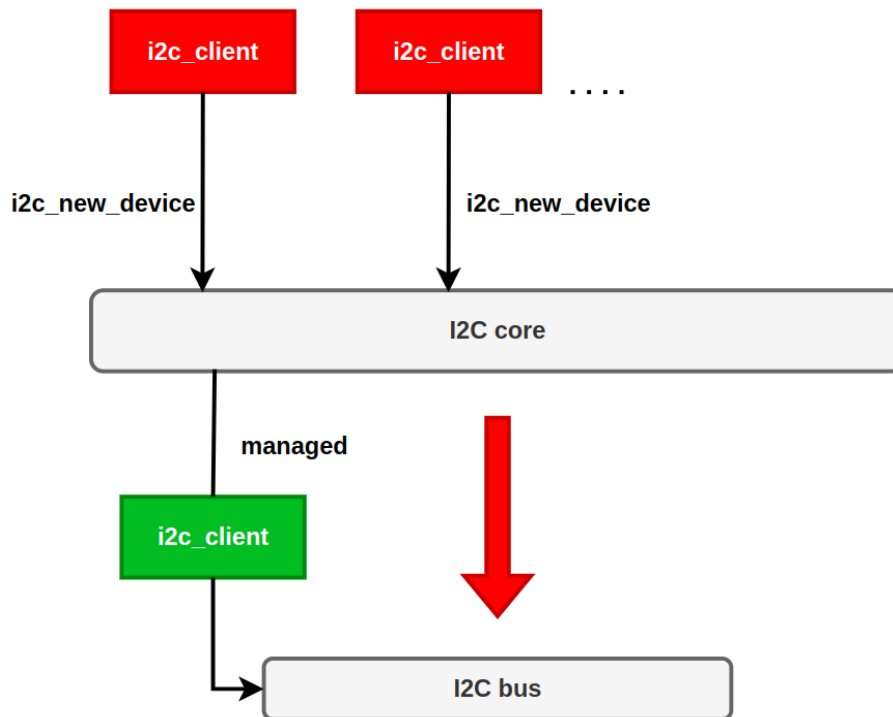 i2c_client
i2c_client
. . . .
i2c_new_device
i2c_new_device
I2C core
managed
i2c_client
I2C bus